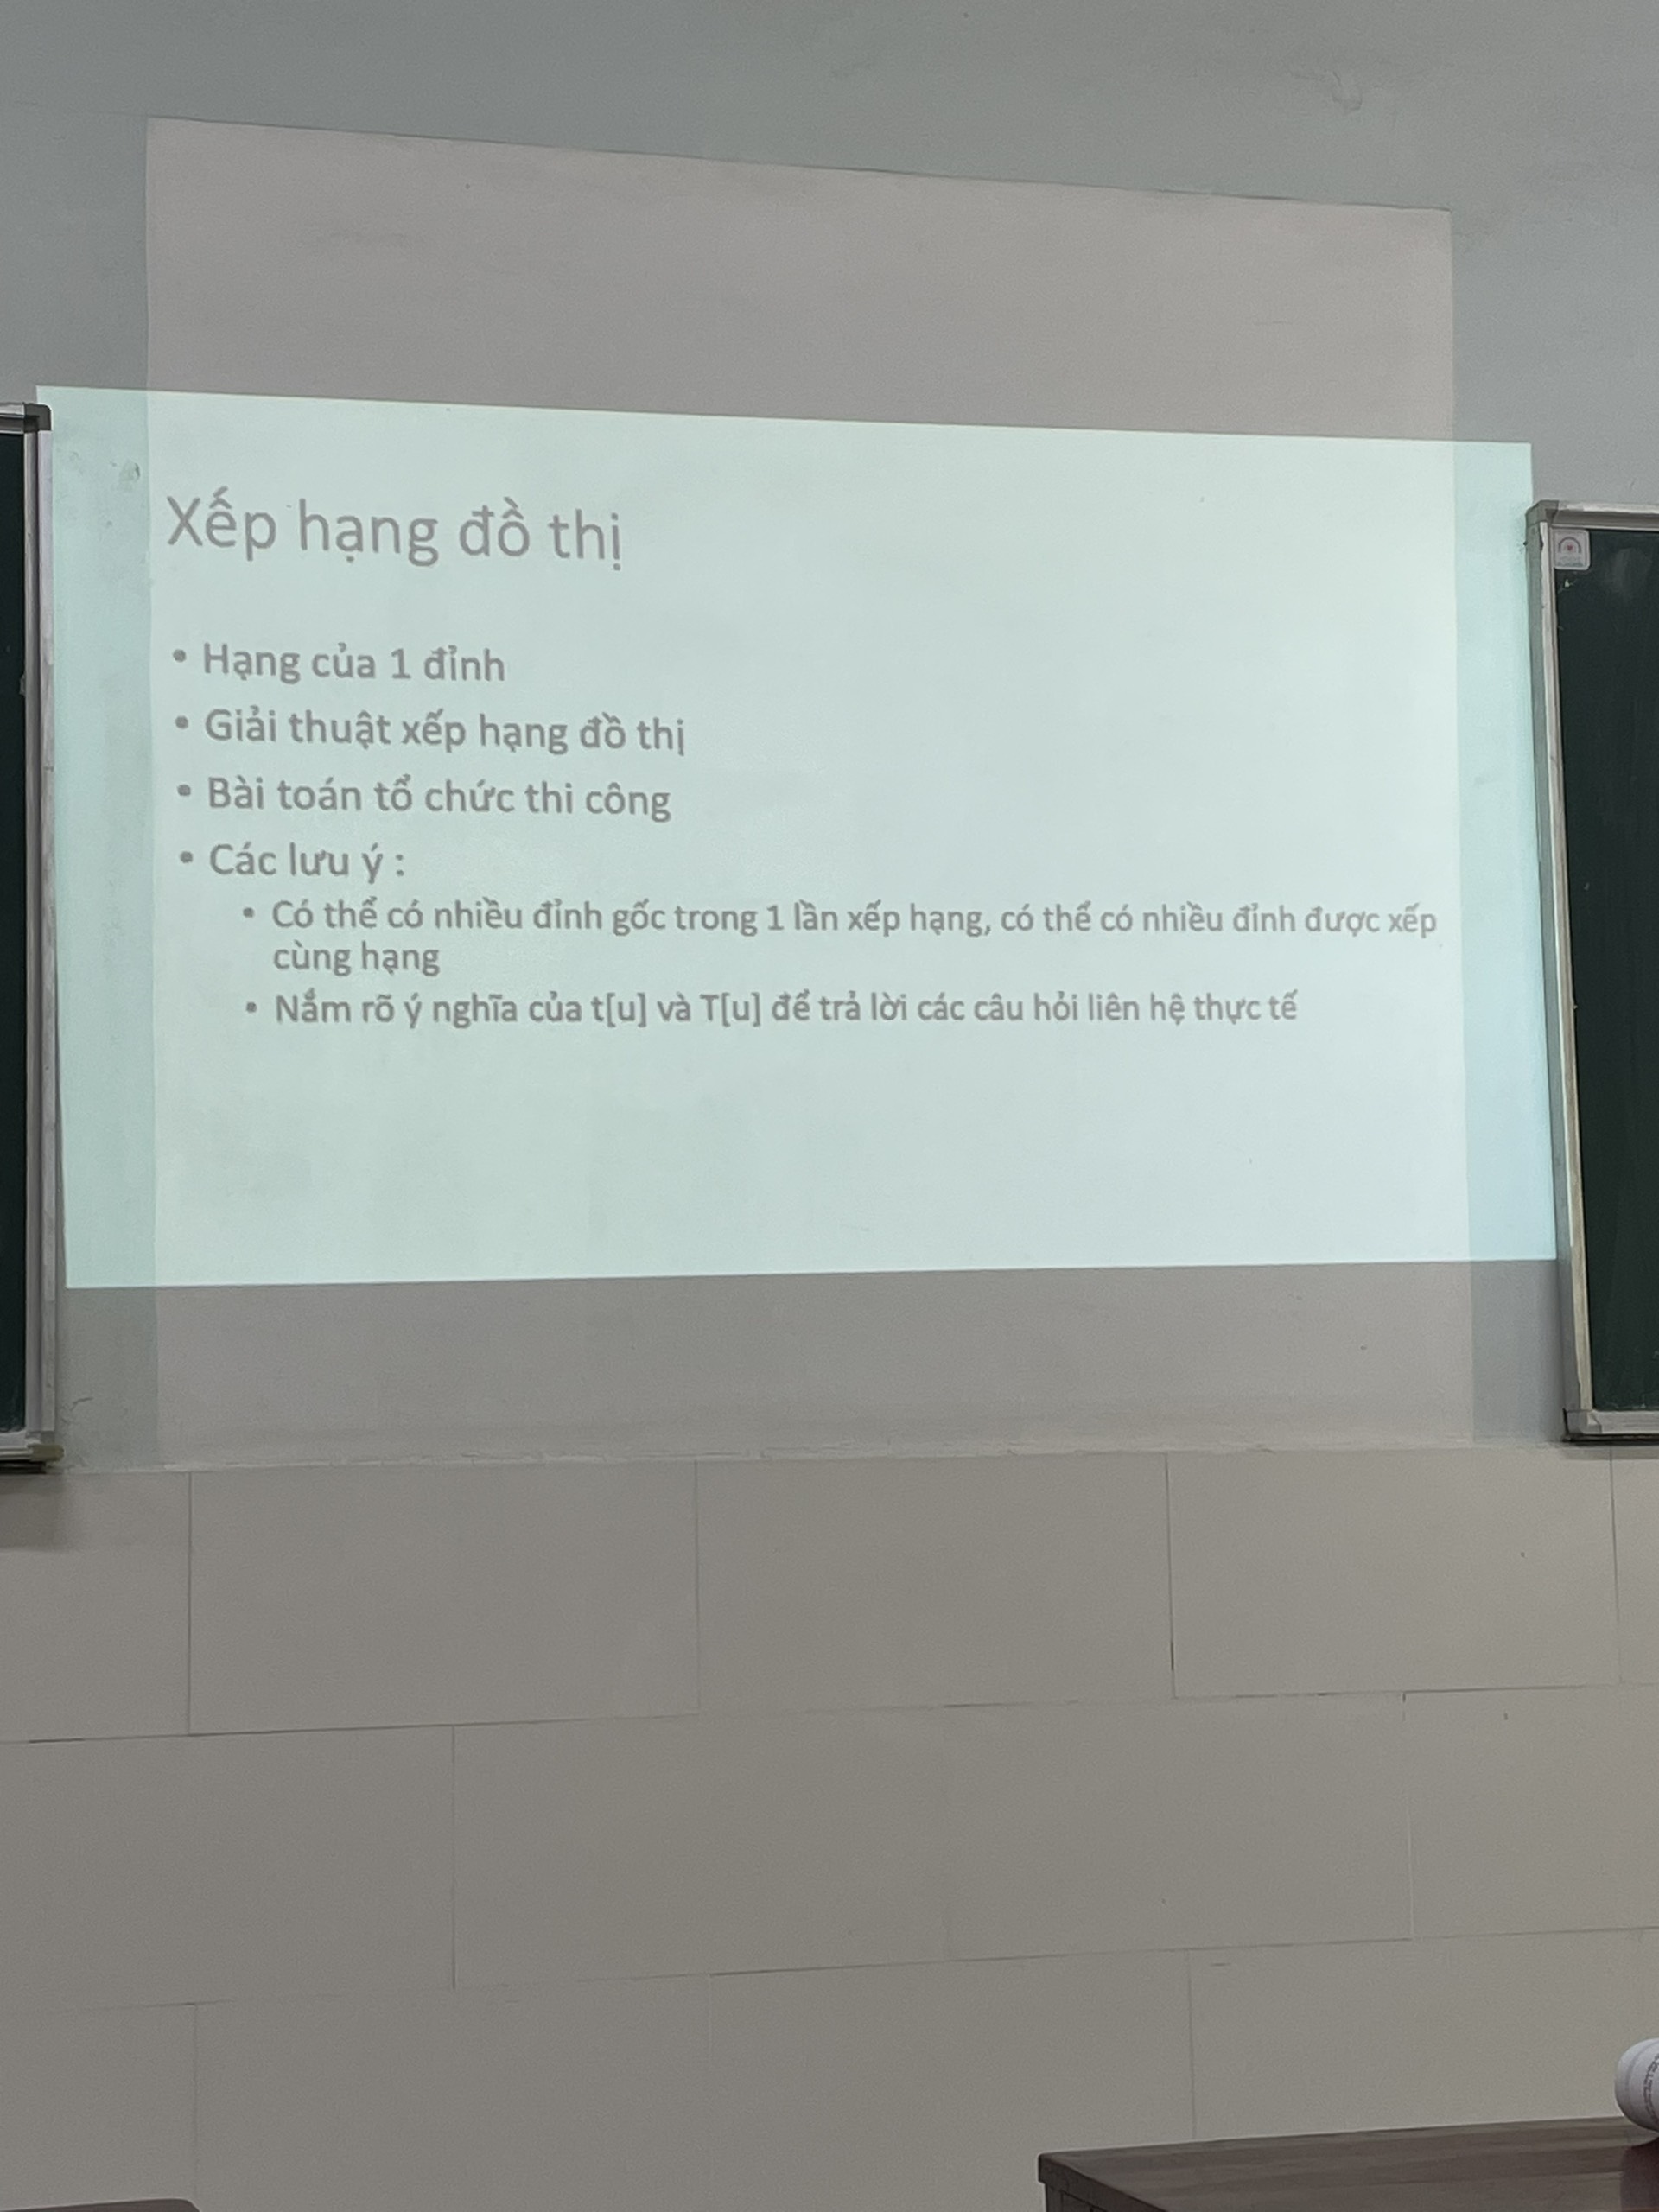 Xếp hạng đồ thị
• Hạng của 1 đỉnh
• Giải thuật xếp hạng đồ thị
• Bài toán tổ chức thi công
• Các lưu ý :
• Có thể có nhiều đỉnh gốc trong 1 lần xếp hạng, có thể có nhiều đỉnh được xếp
cùng hạng
• Nắm rõ ý nghĩa của t[u] và T[u] để trả lời các câu hỏi liên hệ thực tế